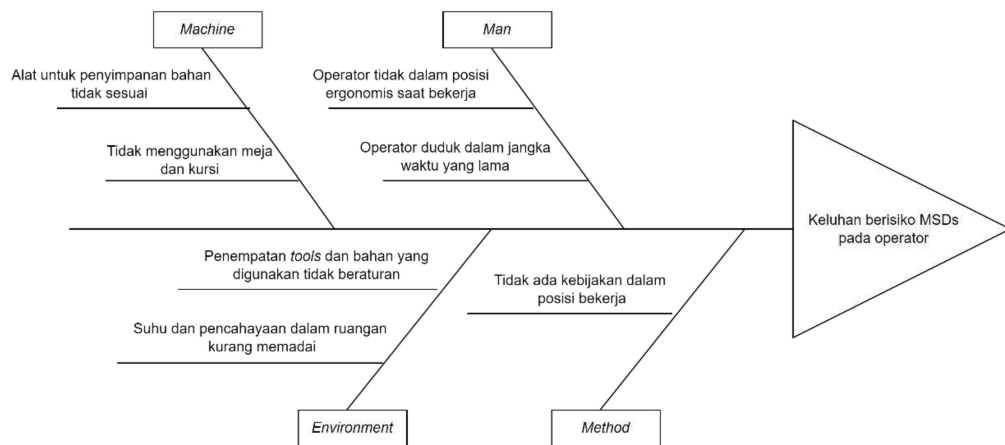 Machine
Man
Alat untuk penyimpanan bahan
tidak sesuai
Operator tidak dalam posisi
ergonomis saat bekerja
Tidak menggunakan meja
dan kursi
Operator duduk dalam jangka
waktu yang lama
Keluhan berisiko MSDs
pada operator
Penempatan tools dan bahan yang
digunakan tidak beraturan
Tidak ada kebijakan dalam
posisi bekerja
Suhu dan pencahayaan dalam ruangan
kurang memadai
Environment
Method